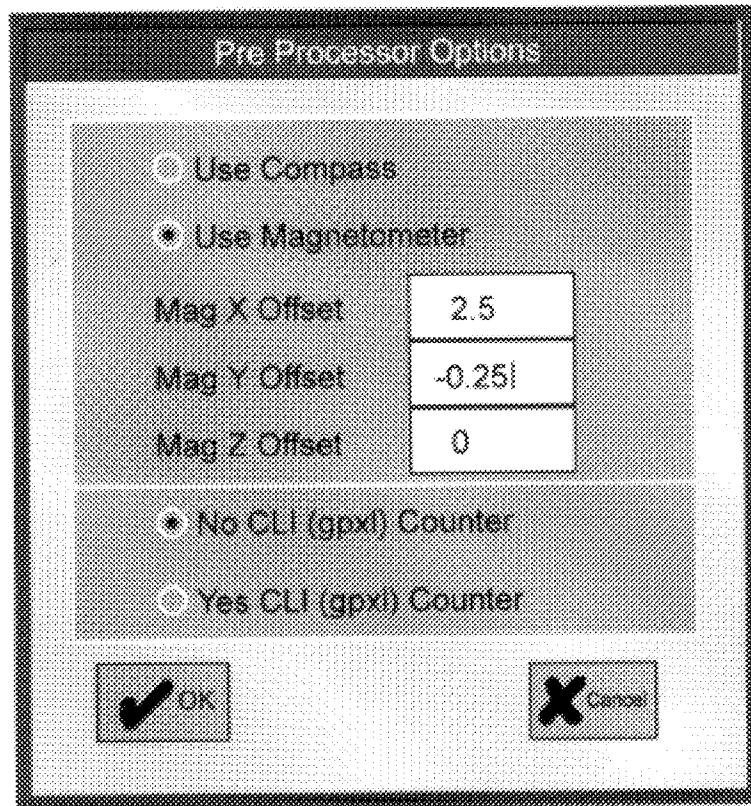 Pre Processor Options
Use Compass
Use Magnetometer
Mag X Offset 2.5
Mag Y Offset -0.25
Mag Z Offset 0
No CLI (gpxl) Counter
Yes CLI (gpxl) Counter
OK Cancel